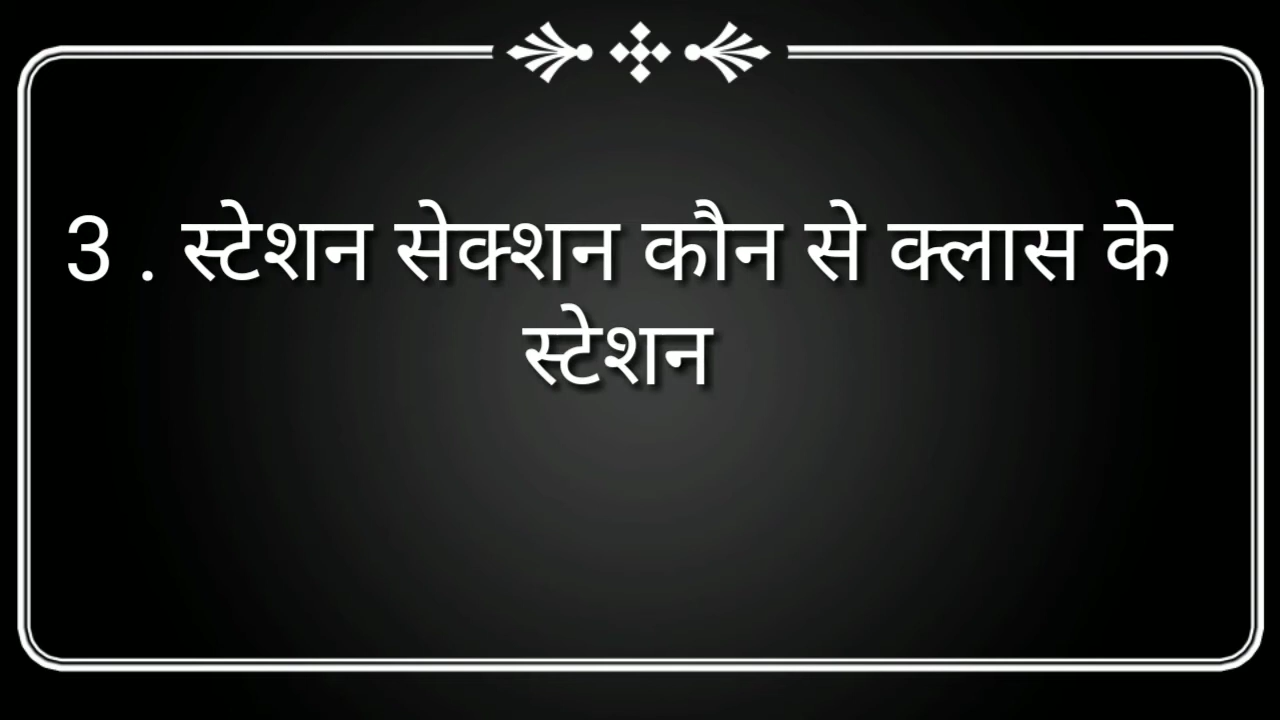 3 . स्टेशन सेक्शन कौन से क्लास के
स्टेशन